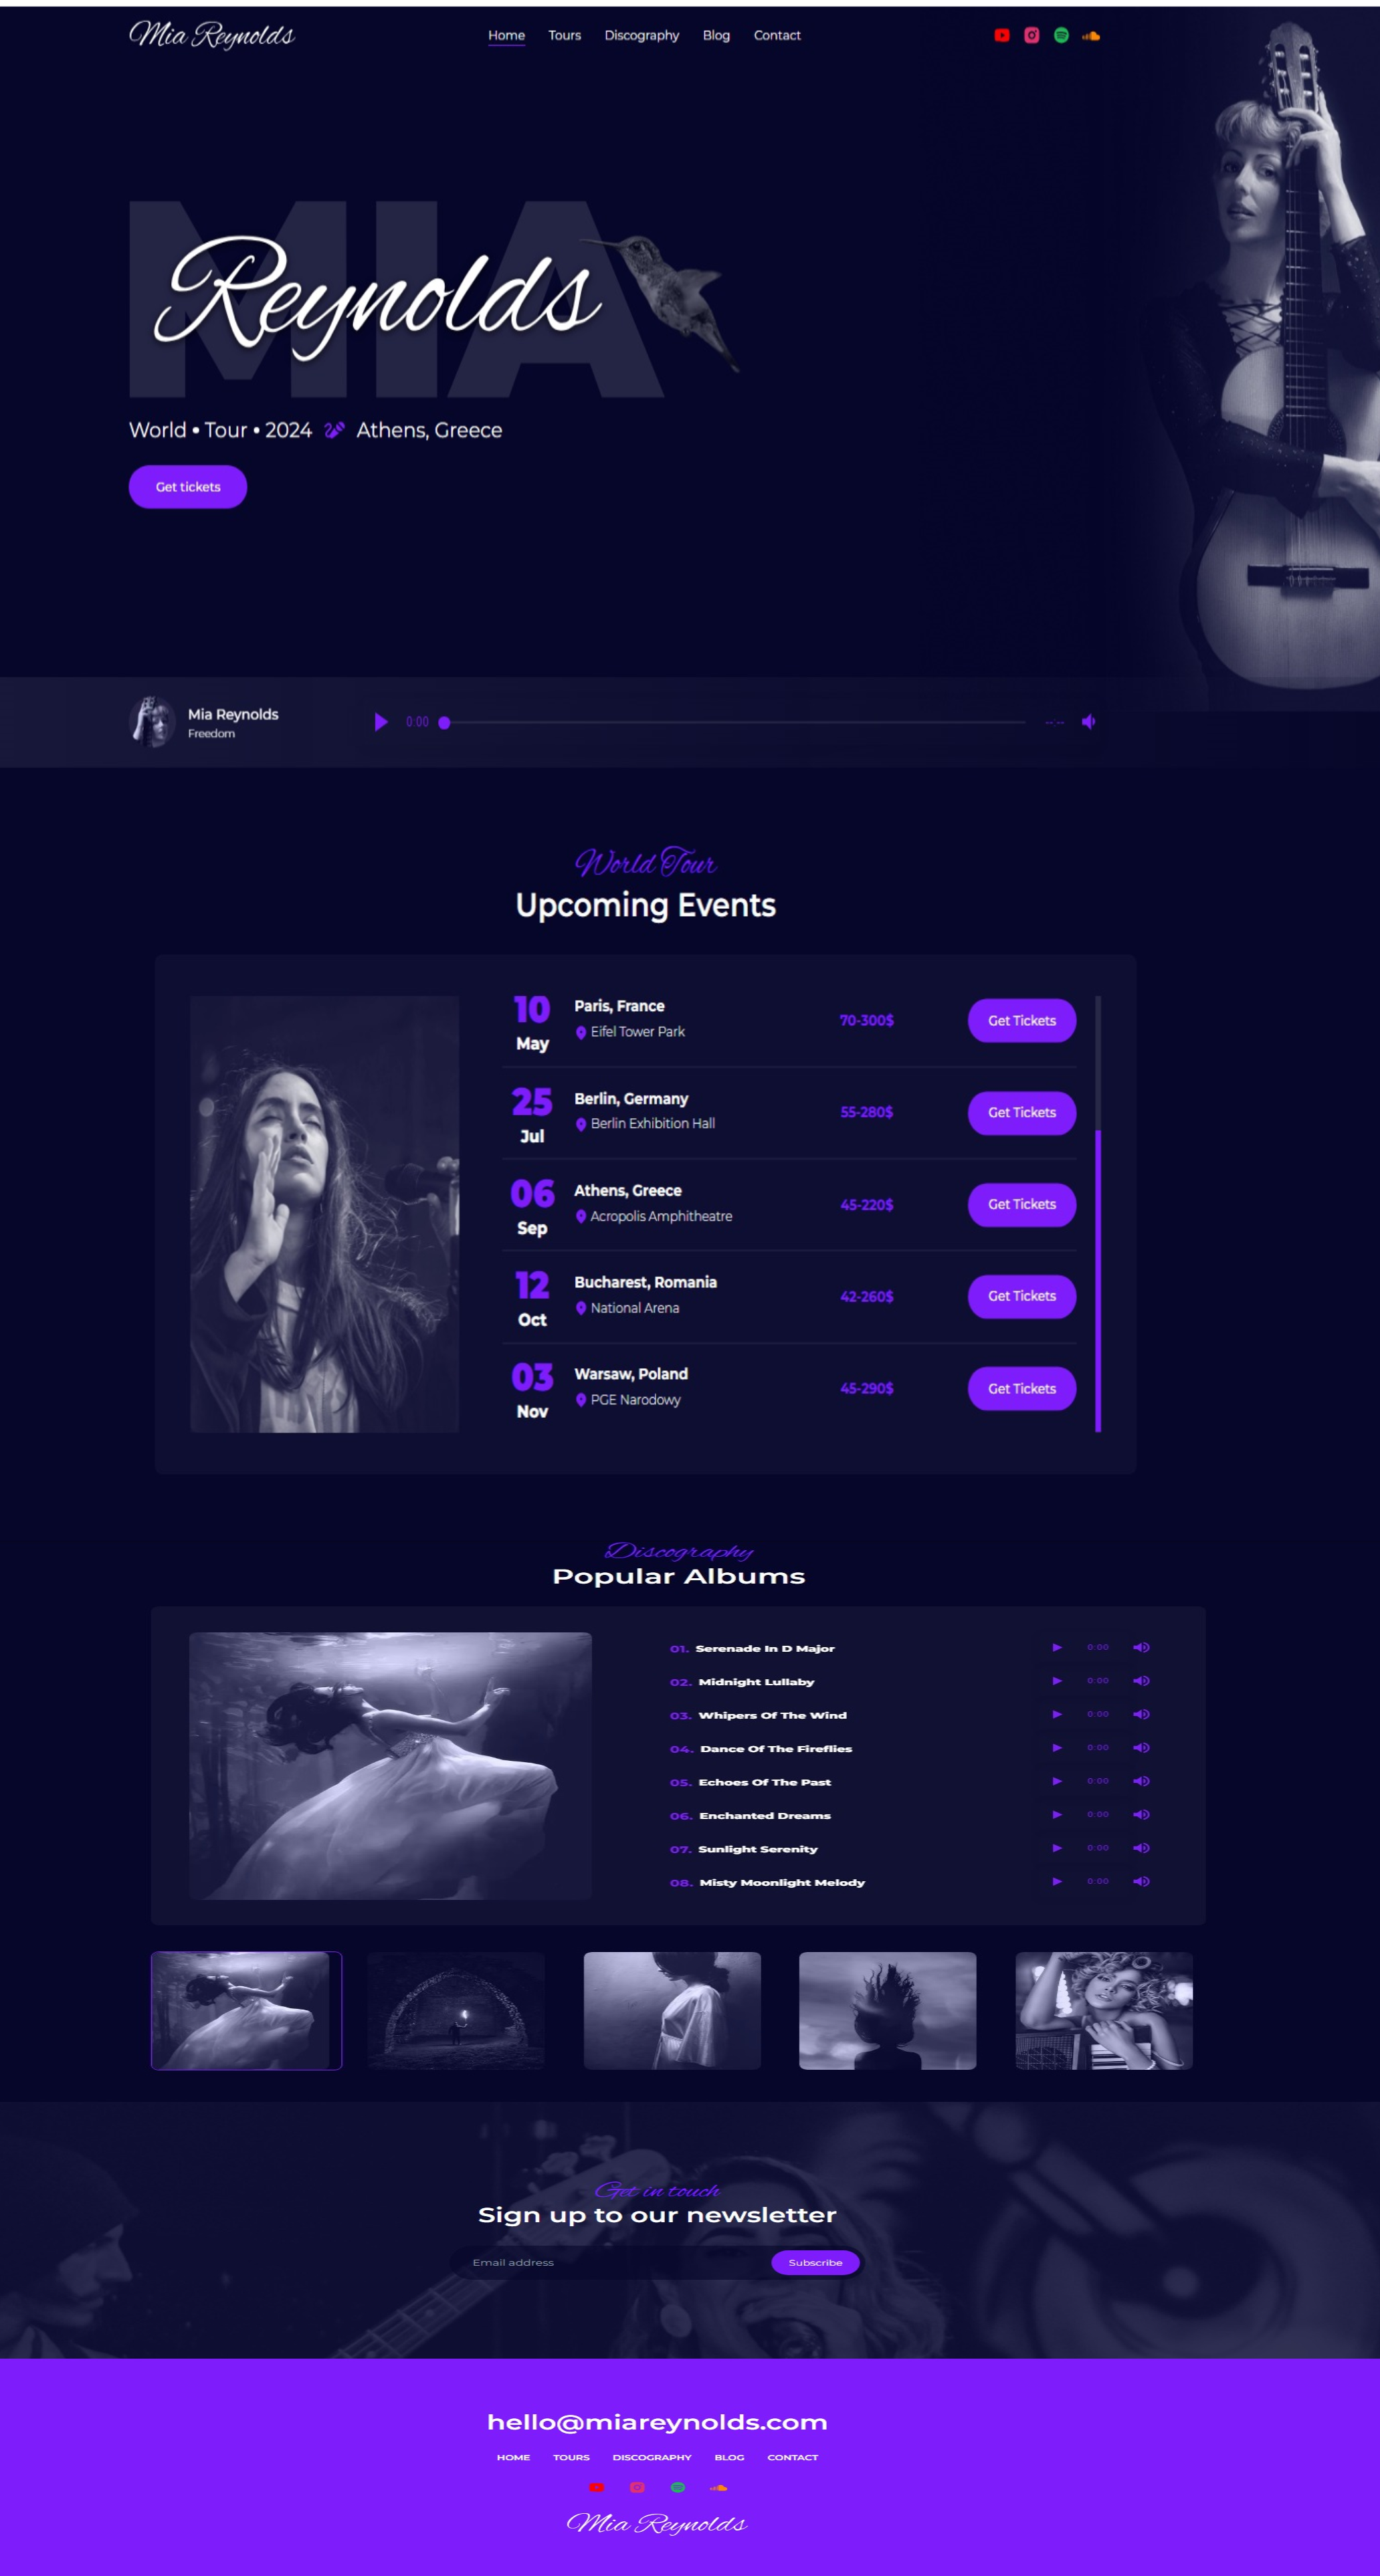 Mia Reynolds
Home Tours Discography Blog Contact
MIA
Reynolds
World • Tour • 2024 Athens, Greece
Get tickets
Mia Reynolds
Freedom
0:00 --:--
World Tour
Upcoming Events
10 May Paris, France
Eifel Tower Park
70-300$ Get Tickets
25 Jul Berlin, Germany
Berlin Exhibition Hall
55-280$ Get Tickets
06 Sep Athens, Greece
Acropolis Amphitheatre
45-220$ Get Tickets
12 Oct Bucharest, Romania
National Arena
42-260$ Get Tickets
03 Nov Warsaw, Poland
PGE Narodowy
45-290$ Get Tickets
Discography
Popular Albums
01. Serenade In D Major 0:00
02. Midnight Lullaby 0:00
03. Whipers Of The Wind 0:00
04. Dance Of The Fireflies 0:00
05. Echoes Of The Past 0:00
06. Enchanted Dreams 0:00
07. Sunlight Serenity 0:00
08. Misty Moonlight Melody 0:00
Get in touch
Sign up to our newsletter
Email address Subscribe
hello@miareynolds.com
HOME TOURS DISCOGRAPHY BLOG CONTACT
Mia Reynolds